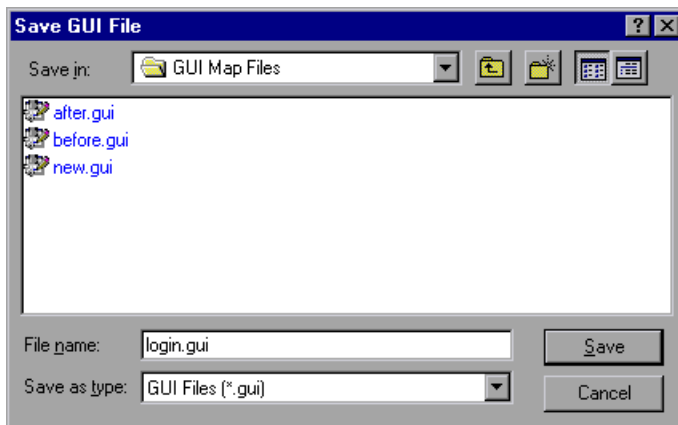 Save GUI File
Save in: GUI Map Files
after.gui
before.gui
new.gui
File name: login.gui Save
Save as type: GUI Files (*.gui) Cancel